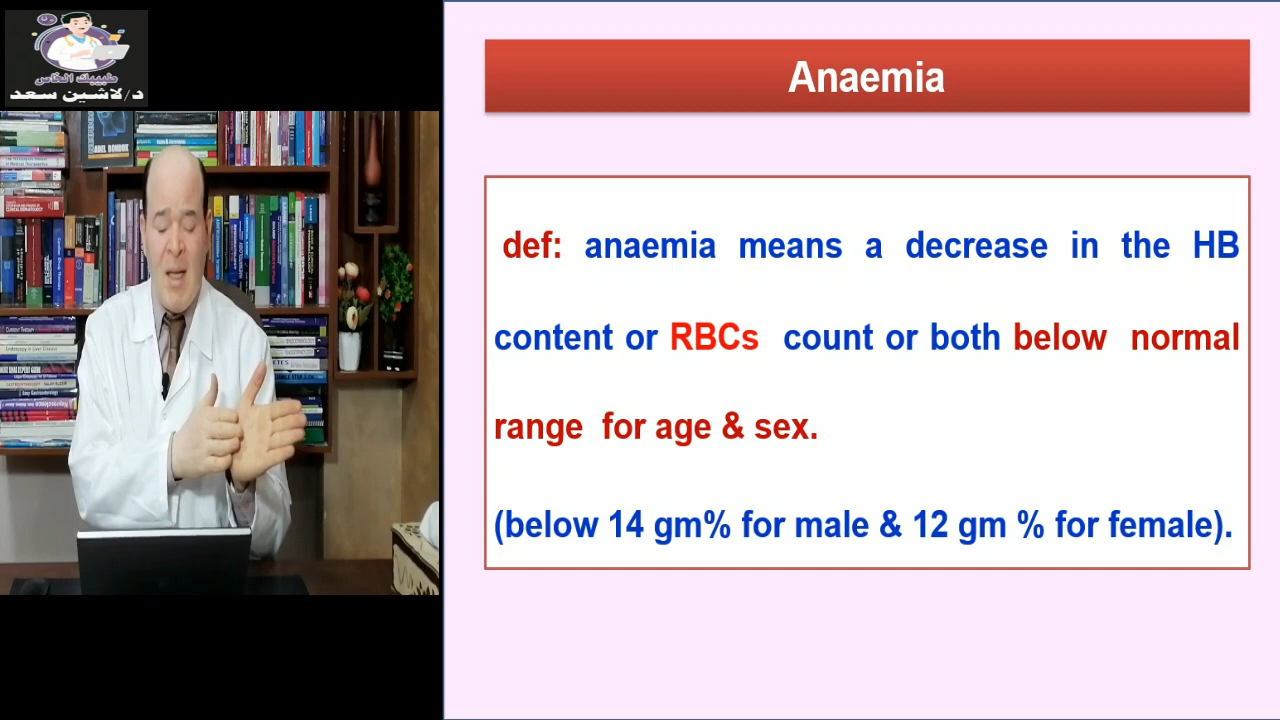 طبيبك الخاص
د/لاشين سعد
Anaemia
def: anaemia means a decrease in the HB
content or RBCs count or both below normal
range for age & sex.
(below 14 gm% for male & 12 gm % for female).